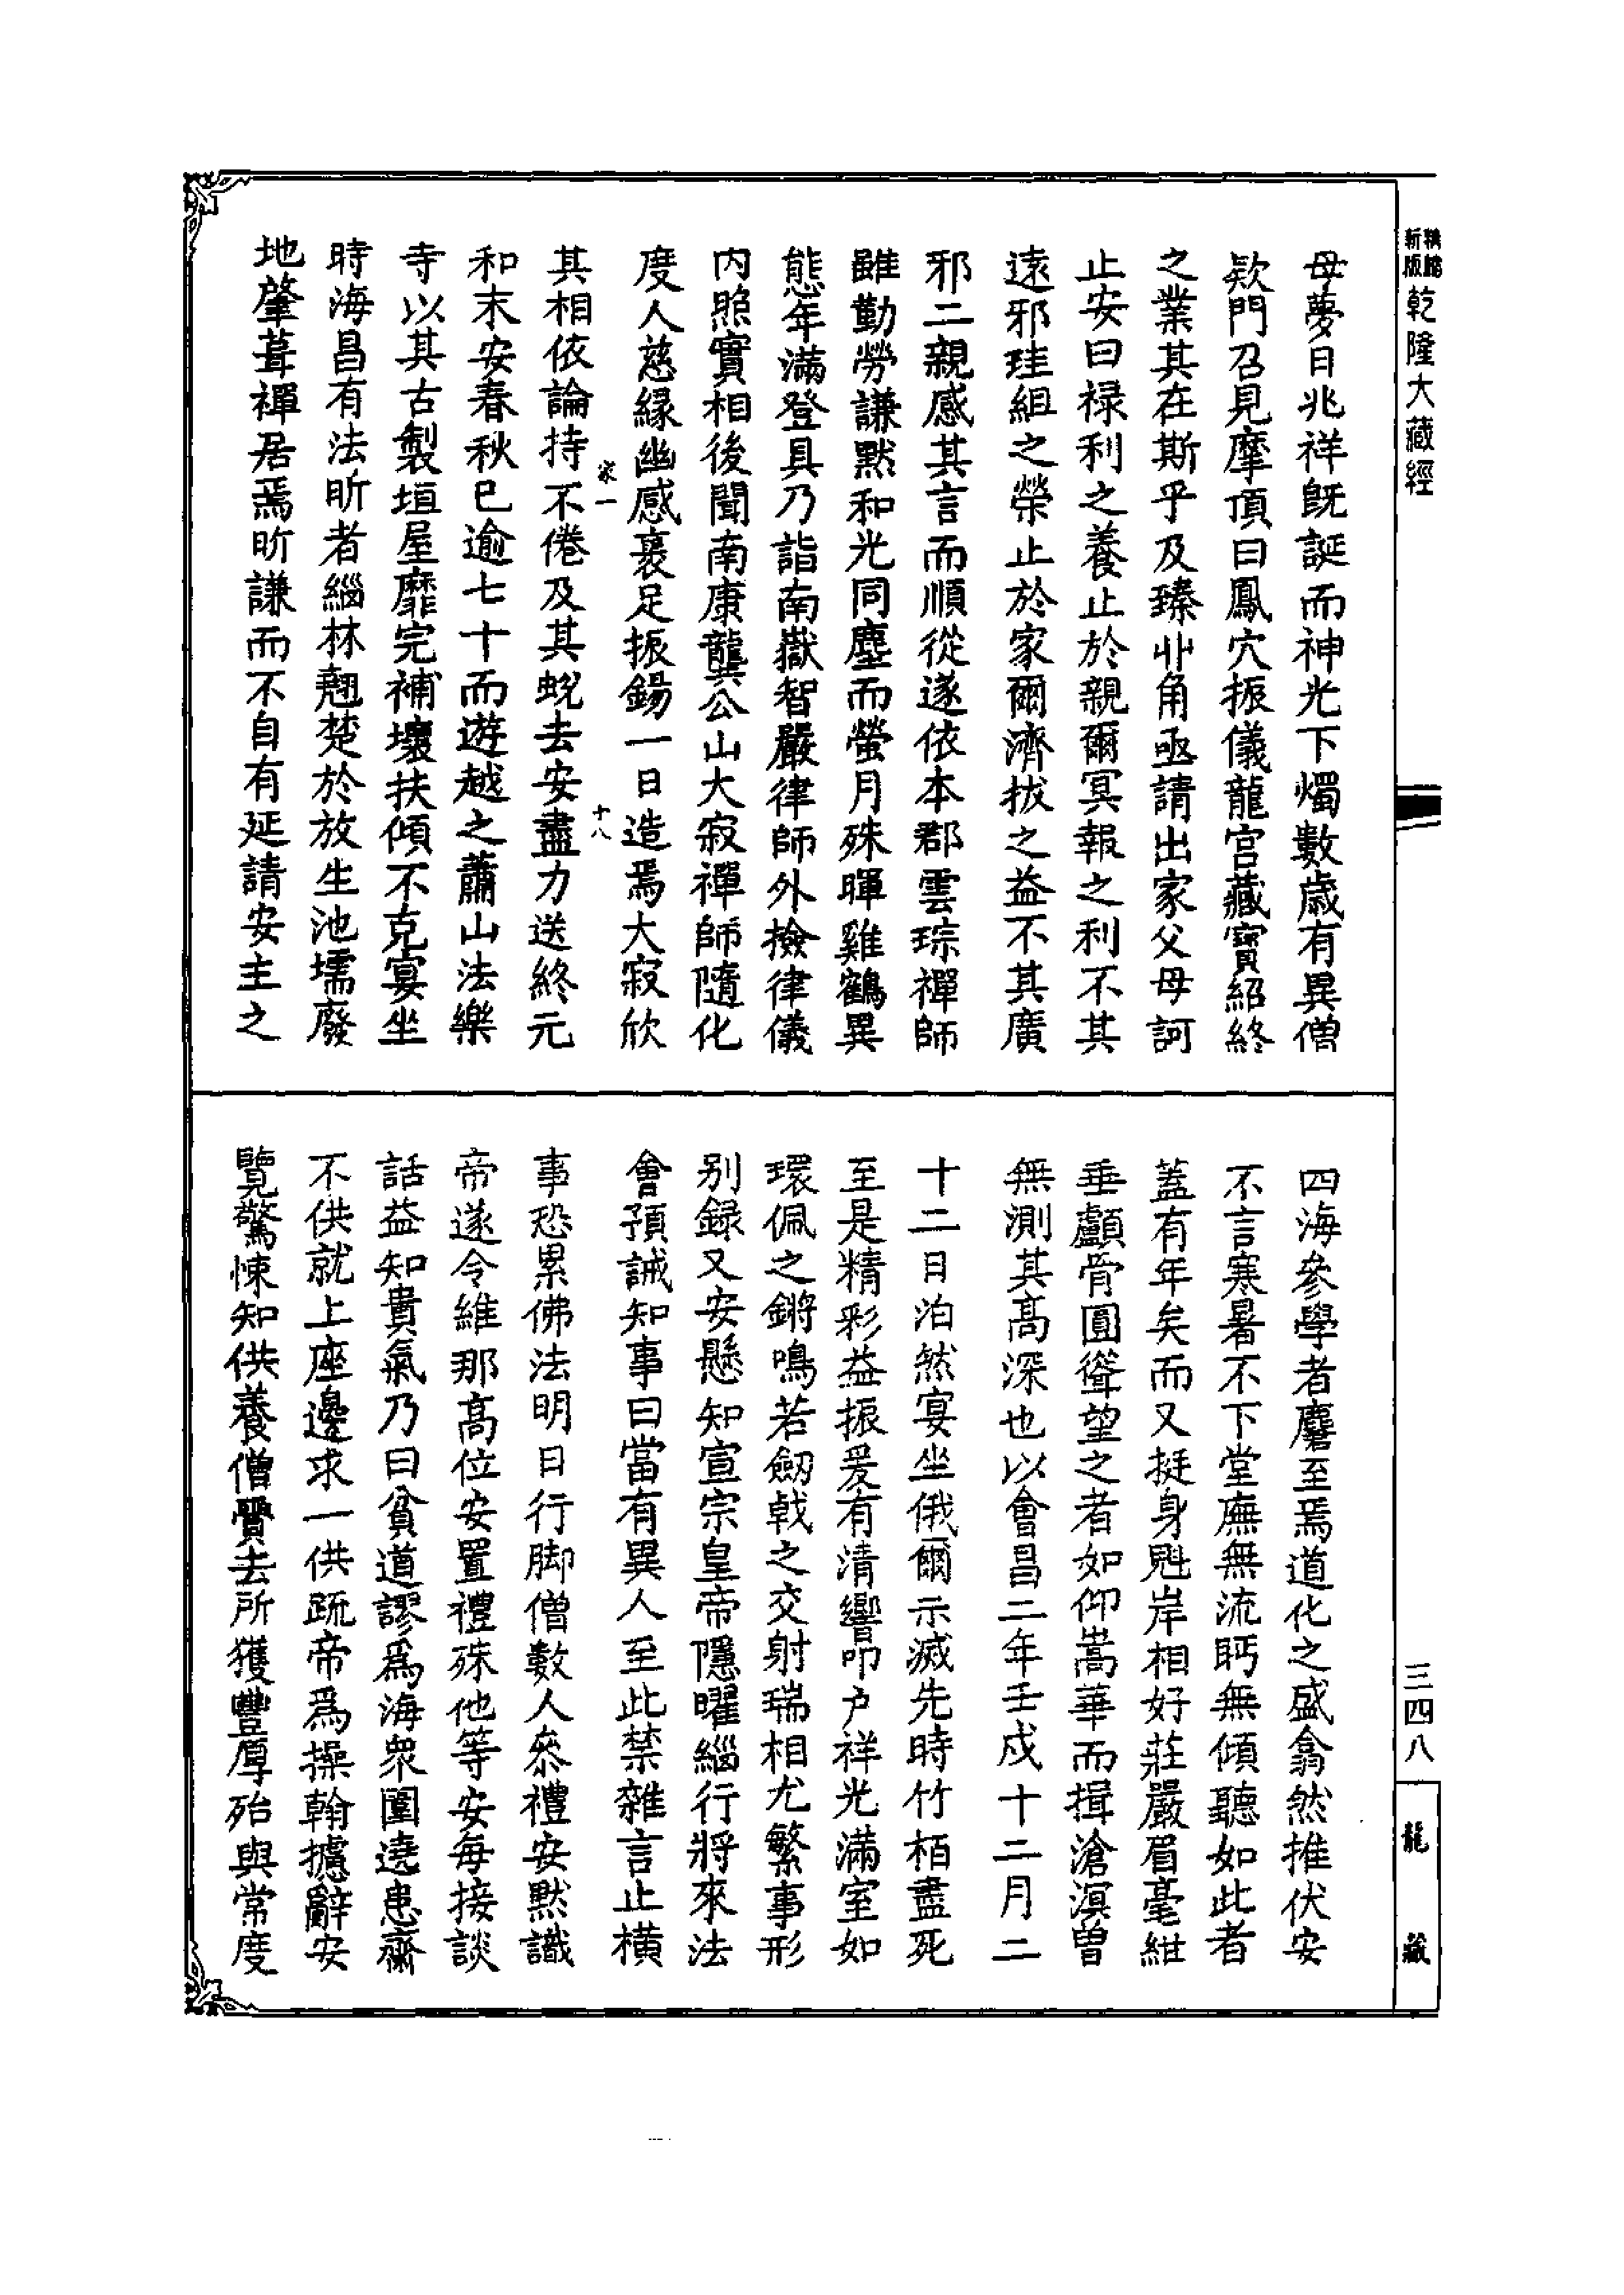 精縮
新版
乾隆大藏經
三四八
龍藏
母夢日兆祥旣誕而神光下燭數歲有異僧
欵門召見摩頂曰鳳穴振儀龍宮藏寳紹終
之業其在斯乎及臻丱角亟請出家父母訶
止安曰禄利之養止於親爾冥報之利不其
遠邪珪組之榮止於家爾濟拔之益不其廣
邪二親感其言而順從遂依本郡雲琮禪師
雖勤勞謙默和光同塵而螢月殊暉雞鶴異
態年滿登具乃詣南嶽智嚴律師外撿律儀
内照實相後聞南康龔公山大寂禪師隨化
度人慈緣幽感裹足振錫一日造焉大寂欣
家一
十八
其相依論持不倦及其蛻去安盡力送終元
和末安春秋已逾七十而遊越之蕭山法樂
寺以其古製垣屋靡完補壞扶傾不克宴坐
時海昌有法昕者緇林翹楚於放生池壖廢
地肇葺禪居焉昕謙而不自有延請安主之
四海參學者麏至焉道化之盛翕然推伏安
不言寒暑不下堂廡無流眄無傾聽如此者
蓋有年矣而又挺身魁岸相好莊嚴眉毫紺
垂顱骨圓聳望之者如仰嵩華而揖滄溟曾
無測其髙深也以會昌二年壬戍十二月二
十二日泊然宴坐俄爾示滅先時竹栢盡死
至是精彩益振爰有清響叩户祥光滿室如
環佩之鏘鳴若劒戟之交射瑞相尤繁事形
别録又安懸知宣宗皇帝隱曜緇行將來法
會預誡知事曰當有異人至此禁雜言止橫
事恐累佛法明日行脚僧數人叅禮安默識
帝遂令維那髙位安置禮殊他等安每接談
話益知貴氣乃曰貧道謬爲海衆圍遶患齋
不供就上座邊求一供疏帝爲操翰攄辭安
覽驚悚知供養僧賷去所獲豐厚殆與常度